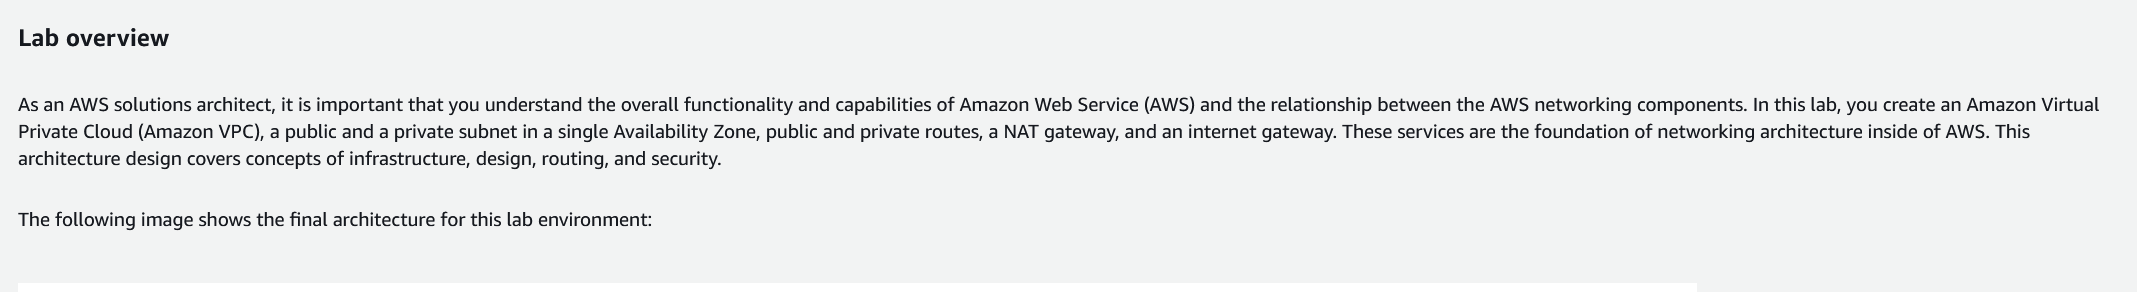 Lab overview
As an AWS solutions architect, it is important that you understand the overall functionality and capabilities of Amazon Web Service (AWS) and the relationship between the AWS networking components. In this lab, you create an Amazon Virtual
Private Cloud (Amazon VPC), a public and a private subnet in a single Availability Zone, public and private routes, a NAT gateway, and an internet gateway. These services are the foundation of networking architecture inside of AWS. This
architecture design covers concepts of infrastructure, design, routing, and security.
The following image shows the final architecture for this lab environment: